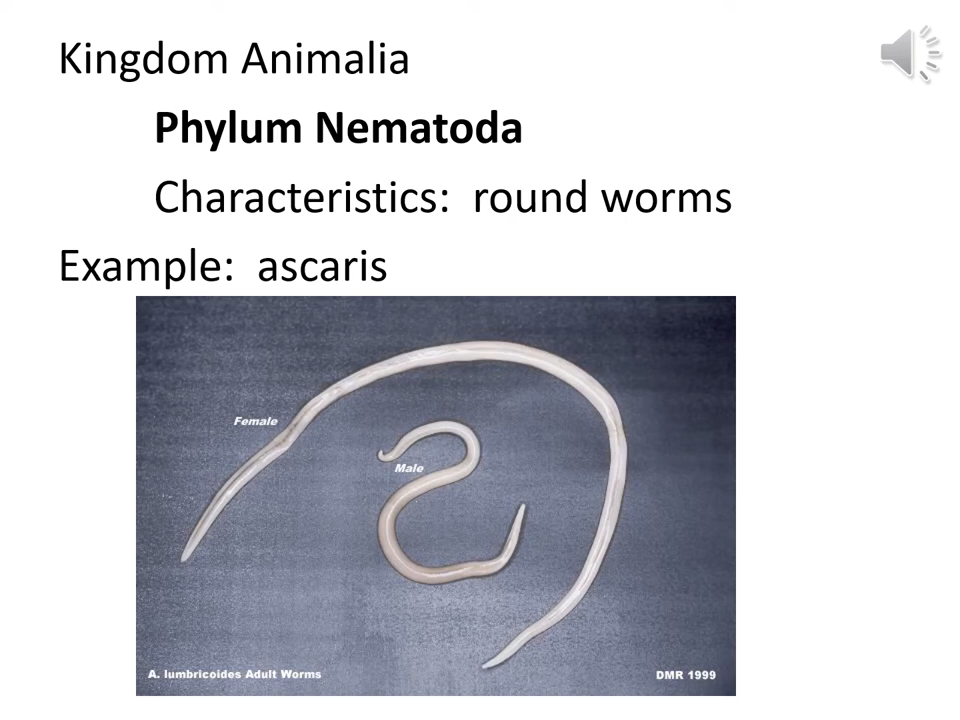 Kingdom Animalia
Phylum Nematoda
Characteristics: round worms
Example: ascaris
Female
Male
A. lumbricoides Adult Worms
DMR 1999